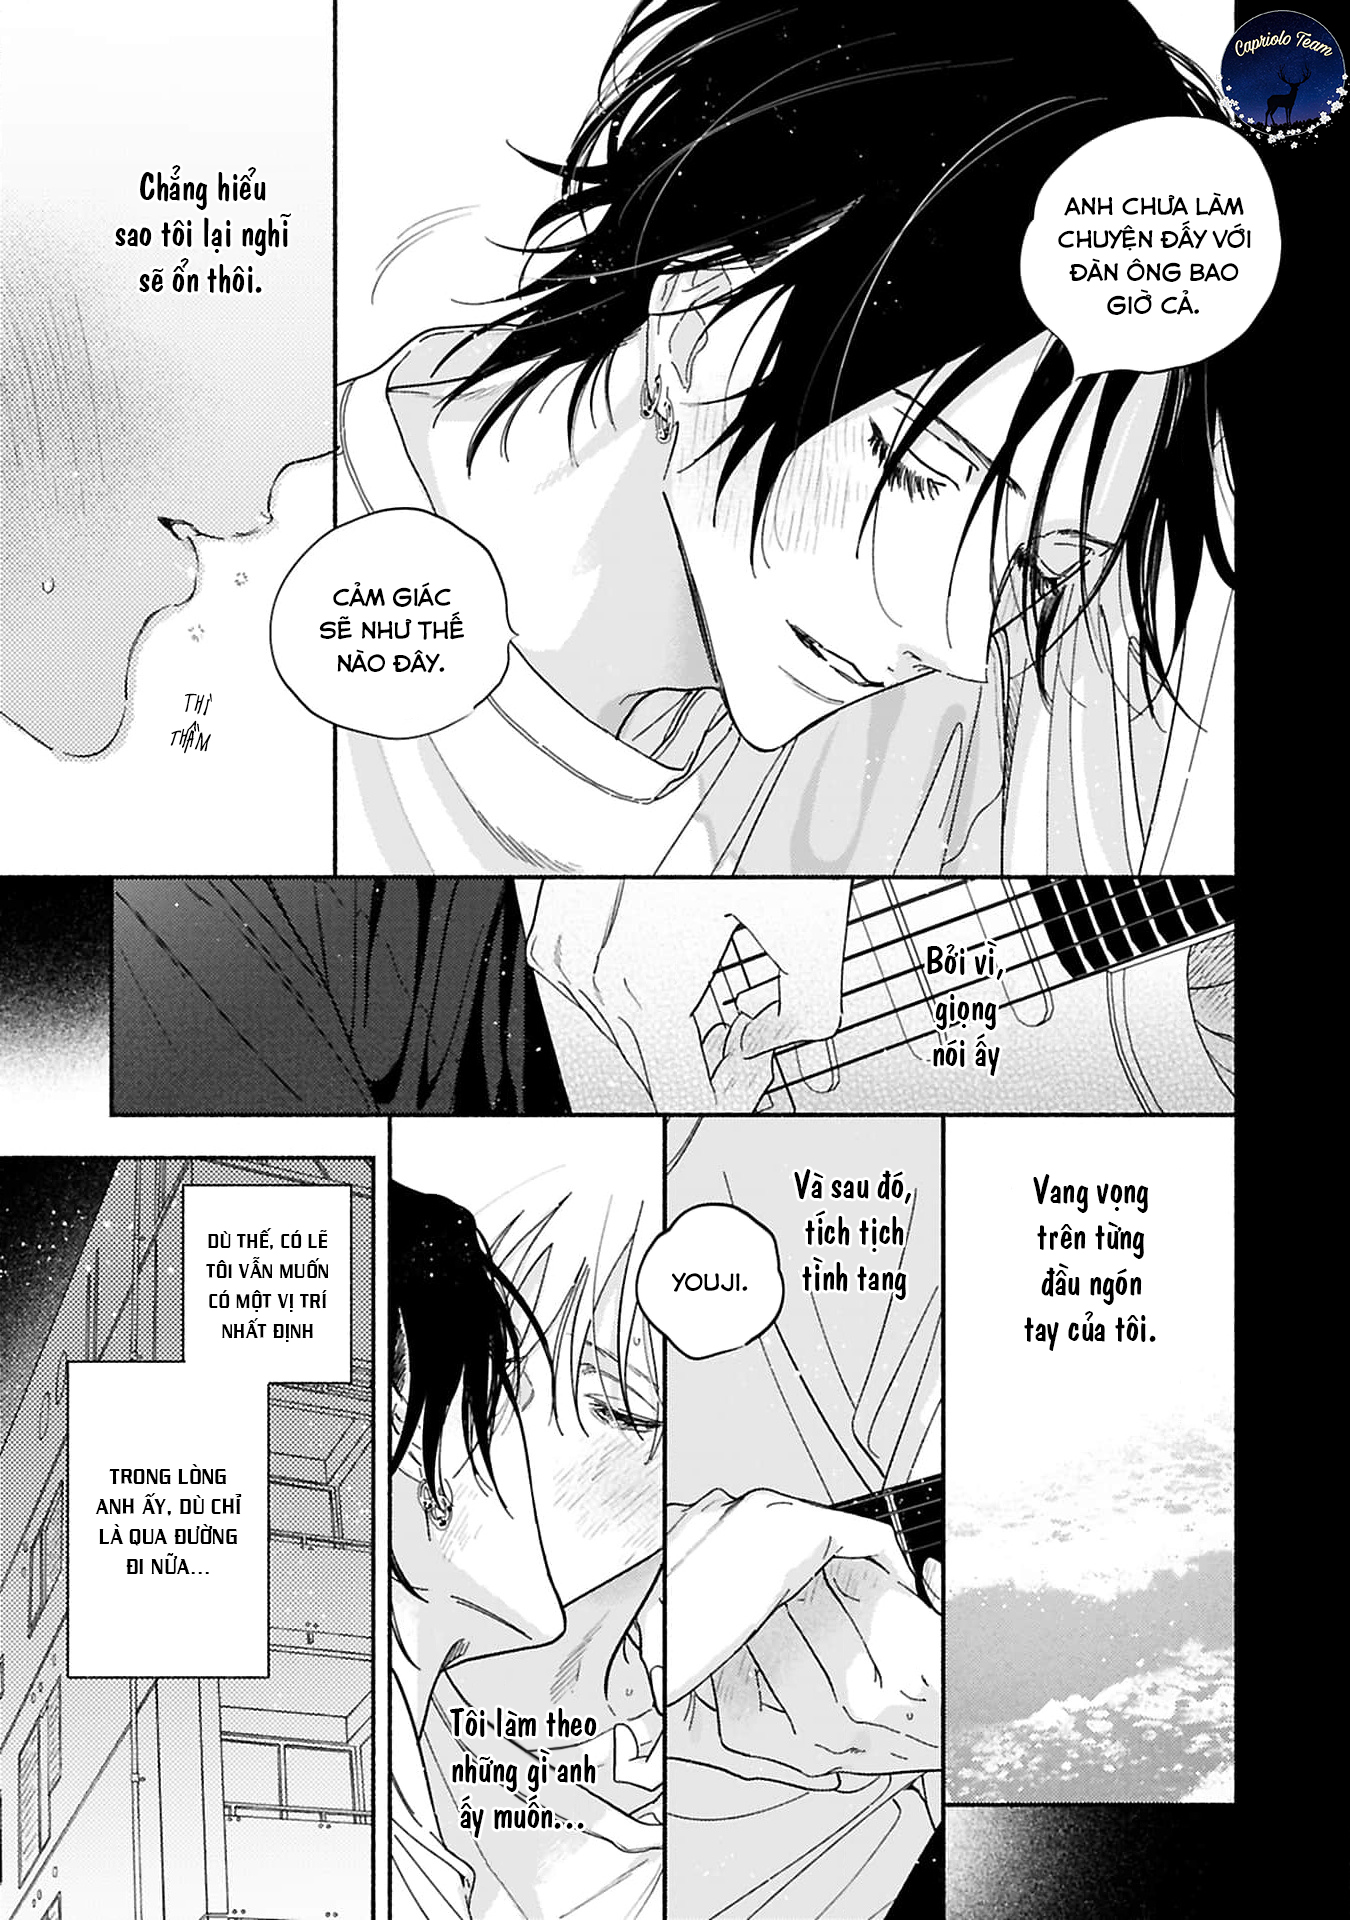 Capriolo Team
ANH CHƯA LÀM
CHUYỆN ĐẤY VỚI
ĐÀN ÔNG BAO
GIỜ CẢ.
CẢM GIÁC
SẼ NHƯ THẾ
NÀO ĐÂY.
Chẳng hiểu
sao tôi lại nghĩ
sẽ ổn thôi.
THÌ
THẦM
Bởi vì,
giọng
nói ấy
Vang vọng
trên từng
đầu ngón
tay của tôi.
Và sau đó,
tích tịch
tình tang
YOUJI.
Tôi làm theo
những gì anh
ấy muốn...
DÙ THẾ, CÓ LẼ
TÔI VẪN MUỐN
CÓ MỘT VỊ TRÍ
NHẤT ĐỊNH
TRONG LÒNG
ANH ẤY, DÙ CHỈ
LÀ QUA ĐƯỜNG
ĐI NỮA...